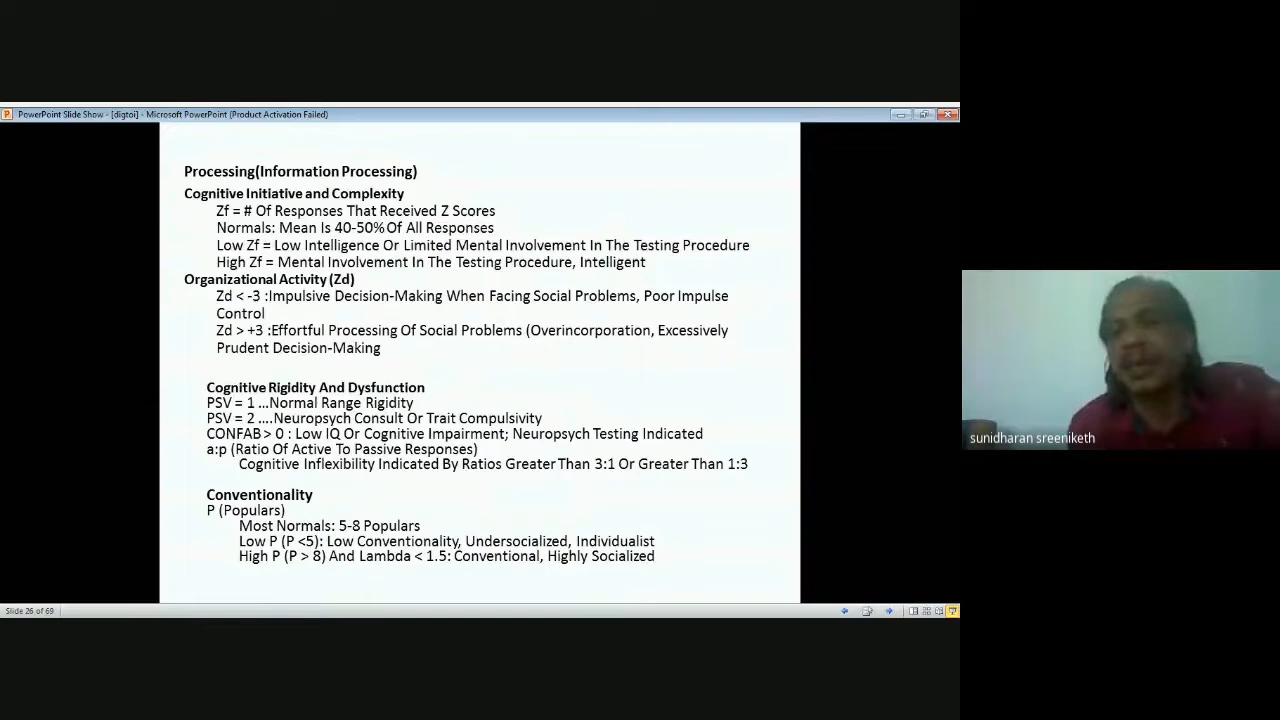 PowerPoint Slide Show - [digtoi] - Microsoft PowerPoint (Product Activation Failed)
Processing(Information Processing)
Cognitive Initiative and Complexity
Zf = # Of Responses That Received Z Scores
Normals: Mean Is 40-50% Of All Responses
Low Zf = Low Intelligence Or Limited Mental Involvement In The Testing Procedure
High Zf = Mental Involvement In The Testing Procedure, Intelligent
Organizational Activity (Zd)
Zd < -3 :Impulsive Decision-Making When Facing Social Problems, Poor Impulse
Control
Zd > +3 :Effortful Processing Of Social Problems (Overincorporation, Excessively
Prudent Decision-Making
Cognitive Rigidity And Dysfunction
PSV = 1 ...Normal Range Rigidity
PSV = 2 ....Neuropsych Consult Or Trait Compulsivity
CONFAB > 0 : Low IQ Or Cognitive Impairment; Neuropsych Testing Indicated
a:p (Ratio Of Active To Passive Responses)
Cognitive Inflexibility Indicated By Ratios Greater Than 3:1 Or Greater Than 1:3
Conventionality
P (Populars)
Most Normals: 5-8 Populars
Low P (P <5): Low Conventionality, Undersocialized, Individualist
High P (P > 8) And Lambda < 1.5: Conventional, Highly Socialized
Slide 26 of 69
sunidharan sreeniketh